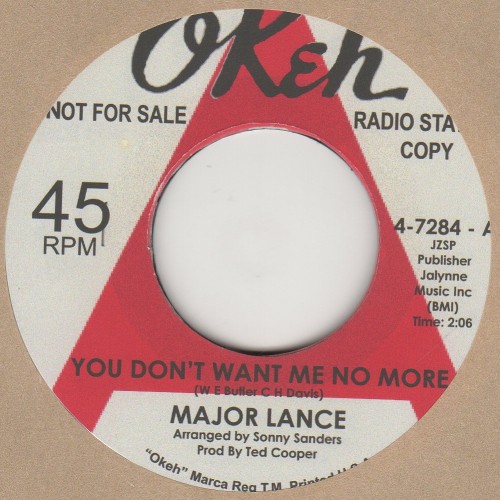 OKeh
NOT FOR SALE
RADIO STA
COPY
45
RPM
4-7284 - A
JZSP
Publisher
Jalynne
Music Inc
(BMI)
Time: 2:06
YOU DON'T WANT ME NO MORE
(W E Butler C H Davis)
MAJOR LANCE
Arranged by Sonny Sanders
Prod By Ted Cooper
"Okeh" Marca Reg T.M. Printed U.S.A